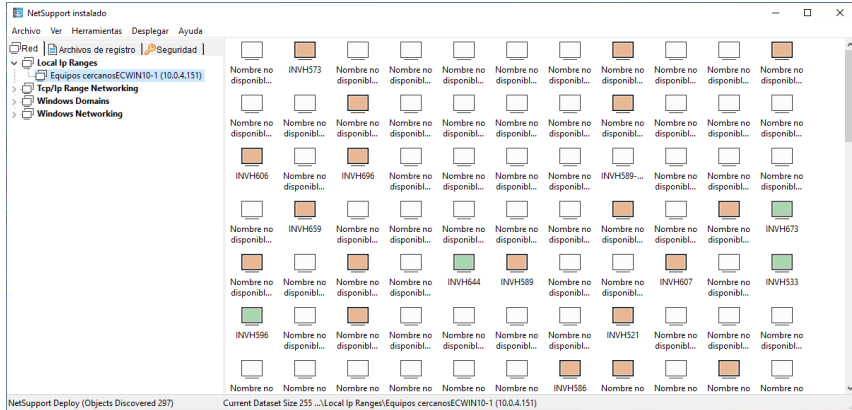 NetSupport instalado
Archivo Ver Herramientas Desplegar Ayuda
Red Archivos de registro Seguridad
Local Ip Ranges
Equipos cercanosECWIN10-1 (10.0.4.151)
Tcp/Ip Range Networking
Windows Domains
Windows Networking
Nombre no INVH573 Nombre no Nombre no Nombre no Nombre no Nombre no Nombre no Nombre no Nombre no Nombre no
disponibl... disponibl... disponibl... disponibl... disponibl... disponibl... disponibl... disponibl... disponibl... disponibl...
Nombre no Nombre no Nombre no Nombre no Nombre no Nombre no Nombre no Nombre no Nombre no Nombre no Nombre no
disponibl... disponibl... disponibl... disponibl... disponibl... disponibl... disponibl... disponibl... disponibl... disponibl... disponibl...
INVH606 Nombre no INVH696 Nombre no Nombre no Nombre no Nombre no INVH589-... Nombre no Nombre no Nombre no
disponibl... disponibl... disponibl... disponibl... disponibl... disponibl... disponibl... disponibl...
Nombre no INVH659 Nombre no Nombre no Nombre no Nombre no Nombre no Nombre no Nombre no Nombre no INVH673
disponibl... disponibl... disponibl... disponibl... disponibl... disponibl... disponibl... disponibl... disponibl...
Nombre no Nombre no Nombre no Nombre no INVH644 INVH589 Nombre no Nombre no INVH607 Nombre no INVH533
disponibl... disponibl... disponibl... disponibl... disponibl... disponibl... disponibl...
INVH596 Nombre no Nombre no Nombre no Nombre no Nombre no Nombre no INVH521 Nombre no Nombre no Nombre no
disponibl... disponibl... disponibl... disponibl... disponibl... disponibl... disponibl... disponibl... disponibl...
Nombre no Nombre no Nombre no Nombre no Nombre no Nombre no INVH586 Nombre no Nombre no Nombre no Nombre no
NetSupport Deploy (Objects Discovered 297) Current Dataset Size 255 ...\Local Ip Ranges\Equipos cercanosECWIN10-1 (10.0.4.151)